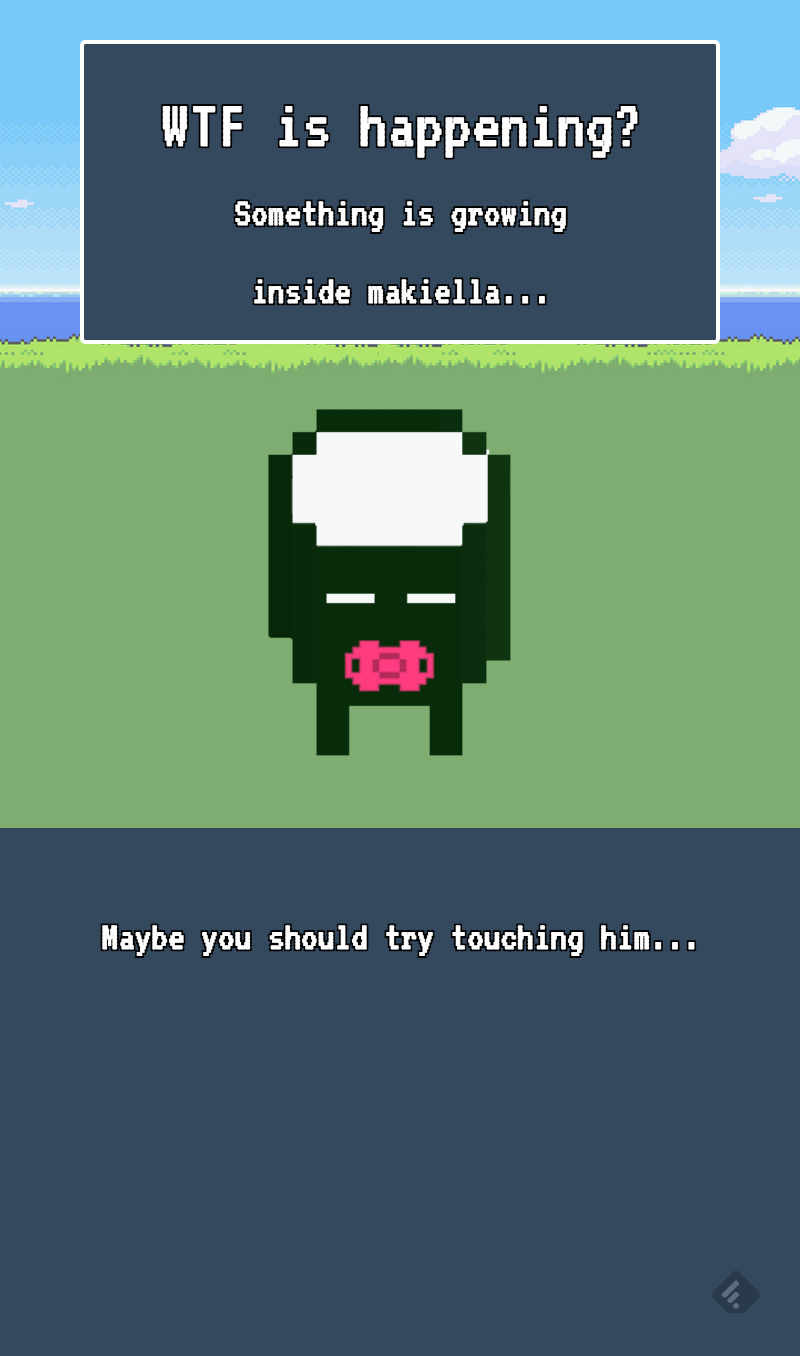 WTF is happening?
Something is growing
inside makiella...
Maybe you should try touching him...